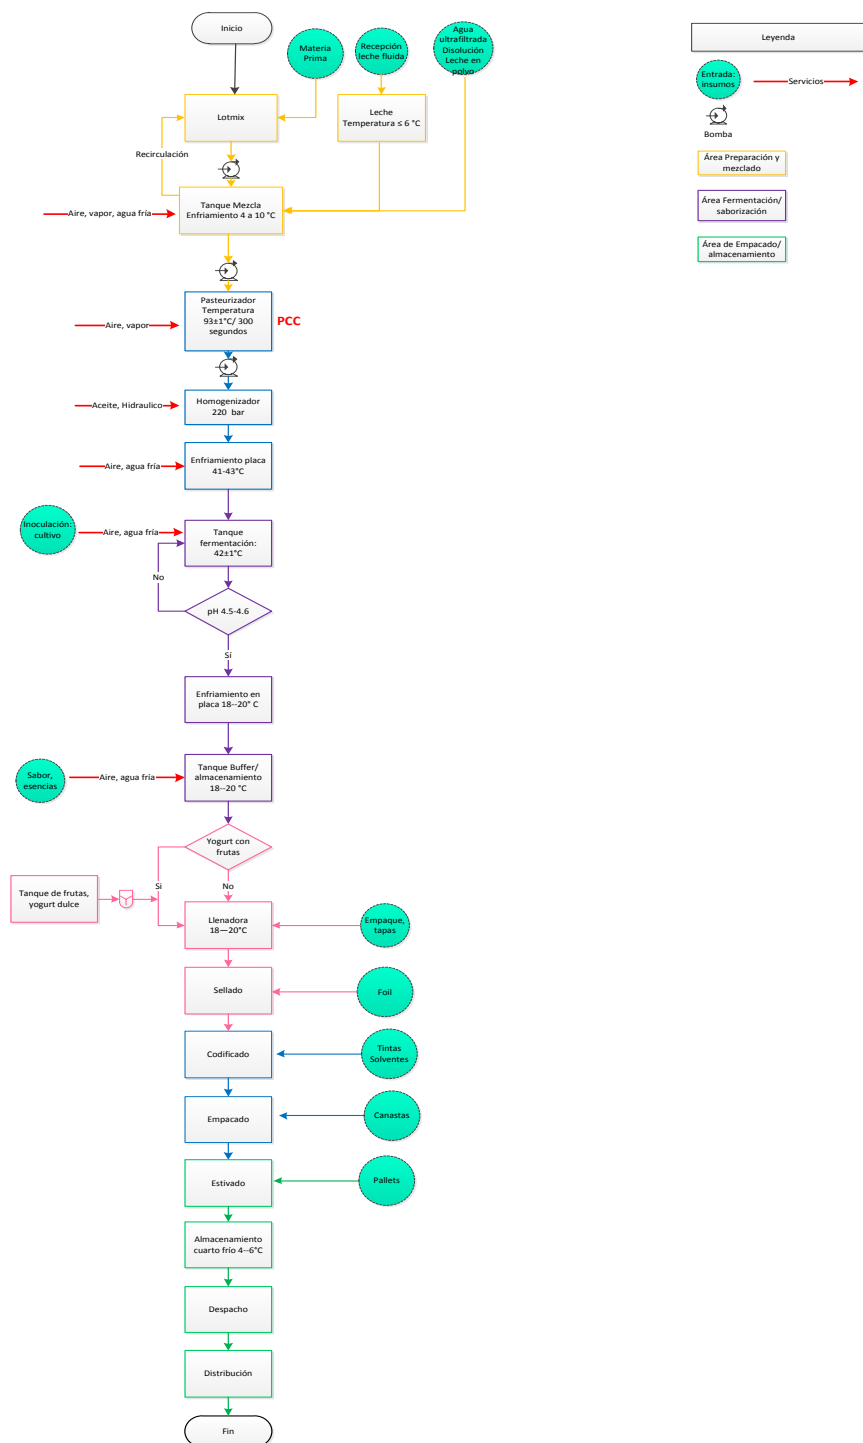 Inicio
Materia
Prima
Recepción
leche fluida
Agua
ultrafiltrada
Disolución
Leche en
polvo
Leyenda
Entrada:
insumos
Servicios
Bomba
Área Preparación y
mezclado
Área Fermentación/
saborización
Área de Empacado/
almacenamiento
Lotmix
Leche
Temperatura ≤ 6 °C
Recirculación
Tanque Mezcla
Enfriamiento 4 a 10 °C
Aire, vapor, agua fría
Pasteurizador
Temperatura
93±1°C/ 300
segundos
PCC
Aire, vapor
Homogenizador
220 bar
Aceite, Hidraulico
Enfriamiento placa
41-43°C
Aire, agua fría
Inoculación:
cultivo
Aire, agua fría
Tanque
fermentación:
42±1°C
No
pH 4.5-4.6
Sí
Enfriamiento en
placa 18--20° C
Sabor,
esencias
Aire, agua fría
Tanque Buffer/
almacenamiento
18--20 °C
Yogurt con
frutas
Si
No
Tanque de frutas,
yogurt dulce
Llenadora
18—20°C
Empaque,
tapas
Sellado
Foil
Codificado
Tintas
Solventes
Empacado
Canastas
Estivado
Pallets
Almacenamiento
cuarto frío 4--6°C
Despacho
Distribución
Fin